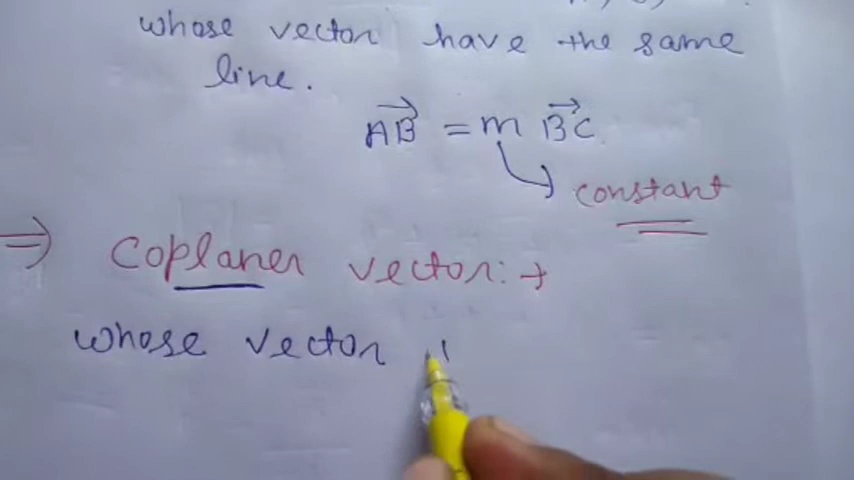 whose vector have the same
line.
AB = m BC
constant
⇒ Coplaner vector:→
whose vector